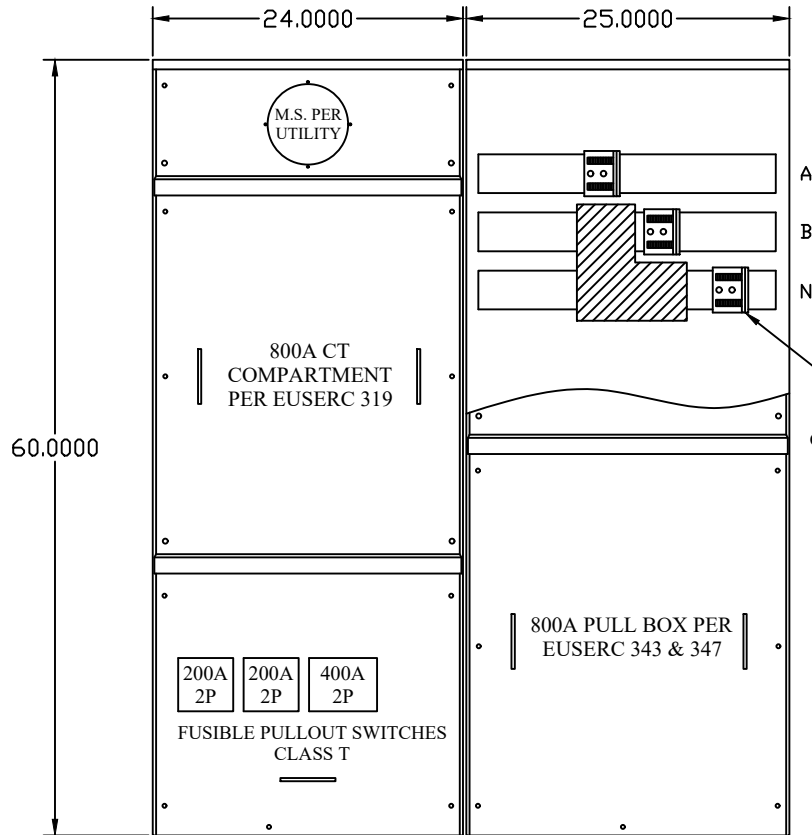 24.0000
25.0000
M.S. PER
UTILITY
A
B
N
60.0000
800A CT
COMPARTMENT
PER EUSERC 319
800A PULL BOX PER
EUSERC 343 & 347
200A
2P
200A
2P
400A
2P
FUSIBLE PULLOUT SWITCHES
CLASS T